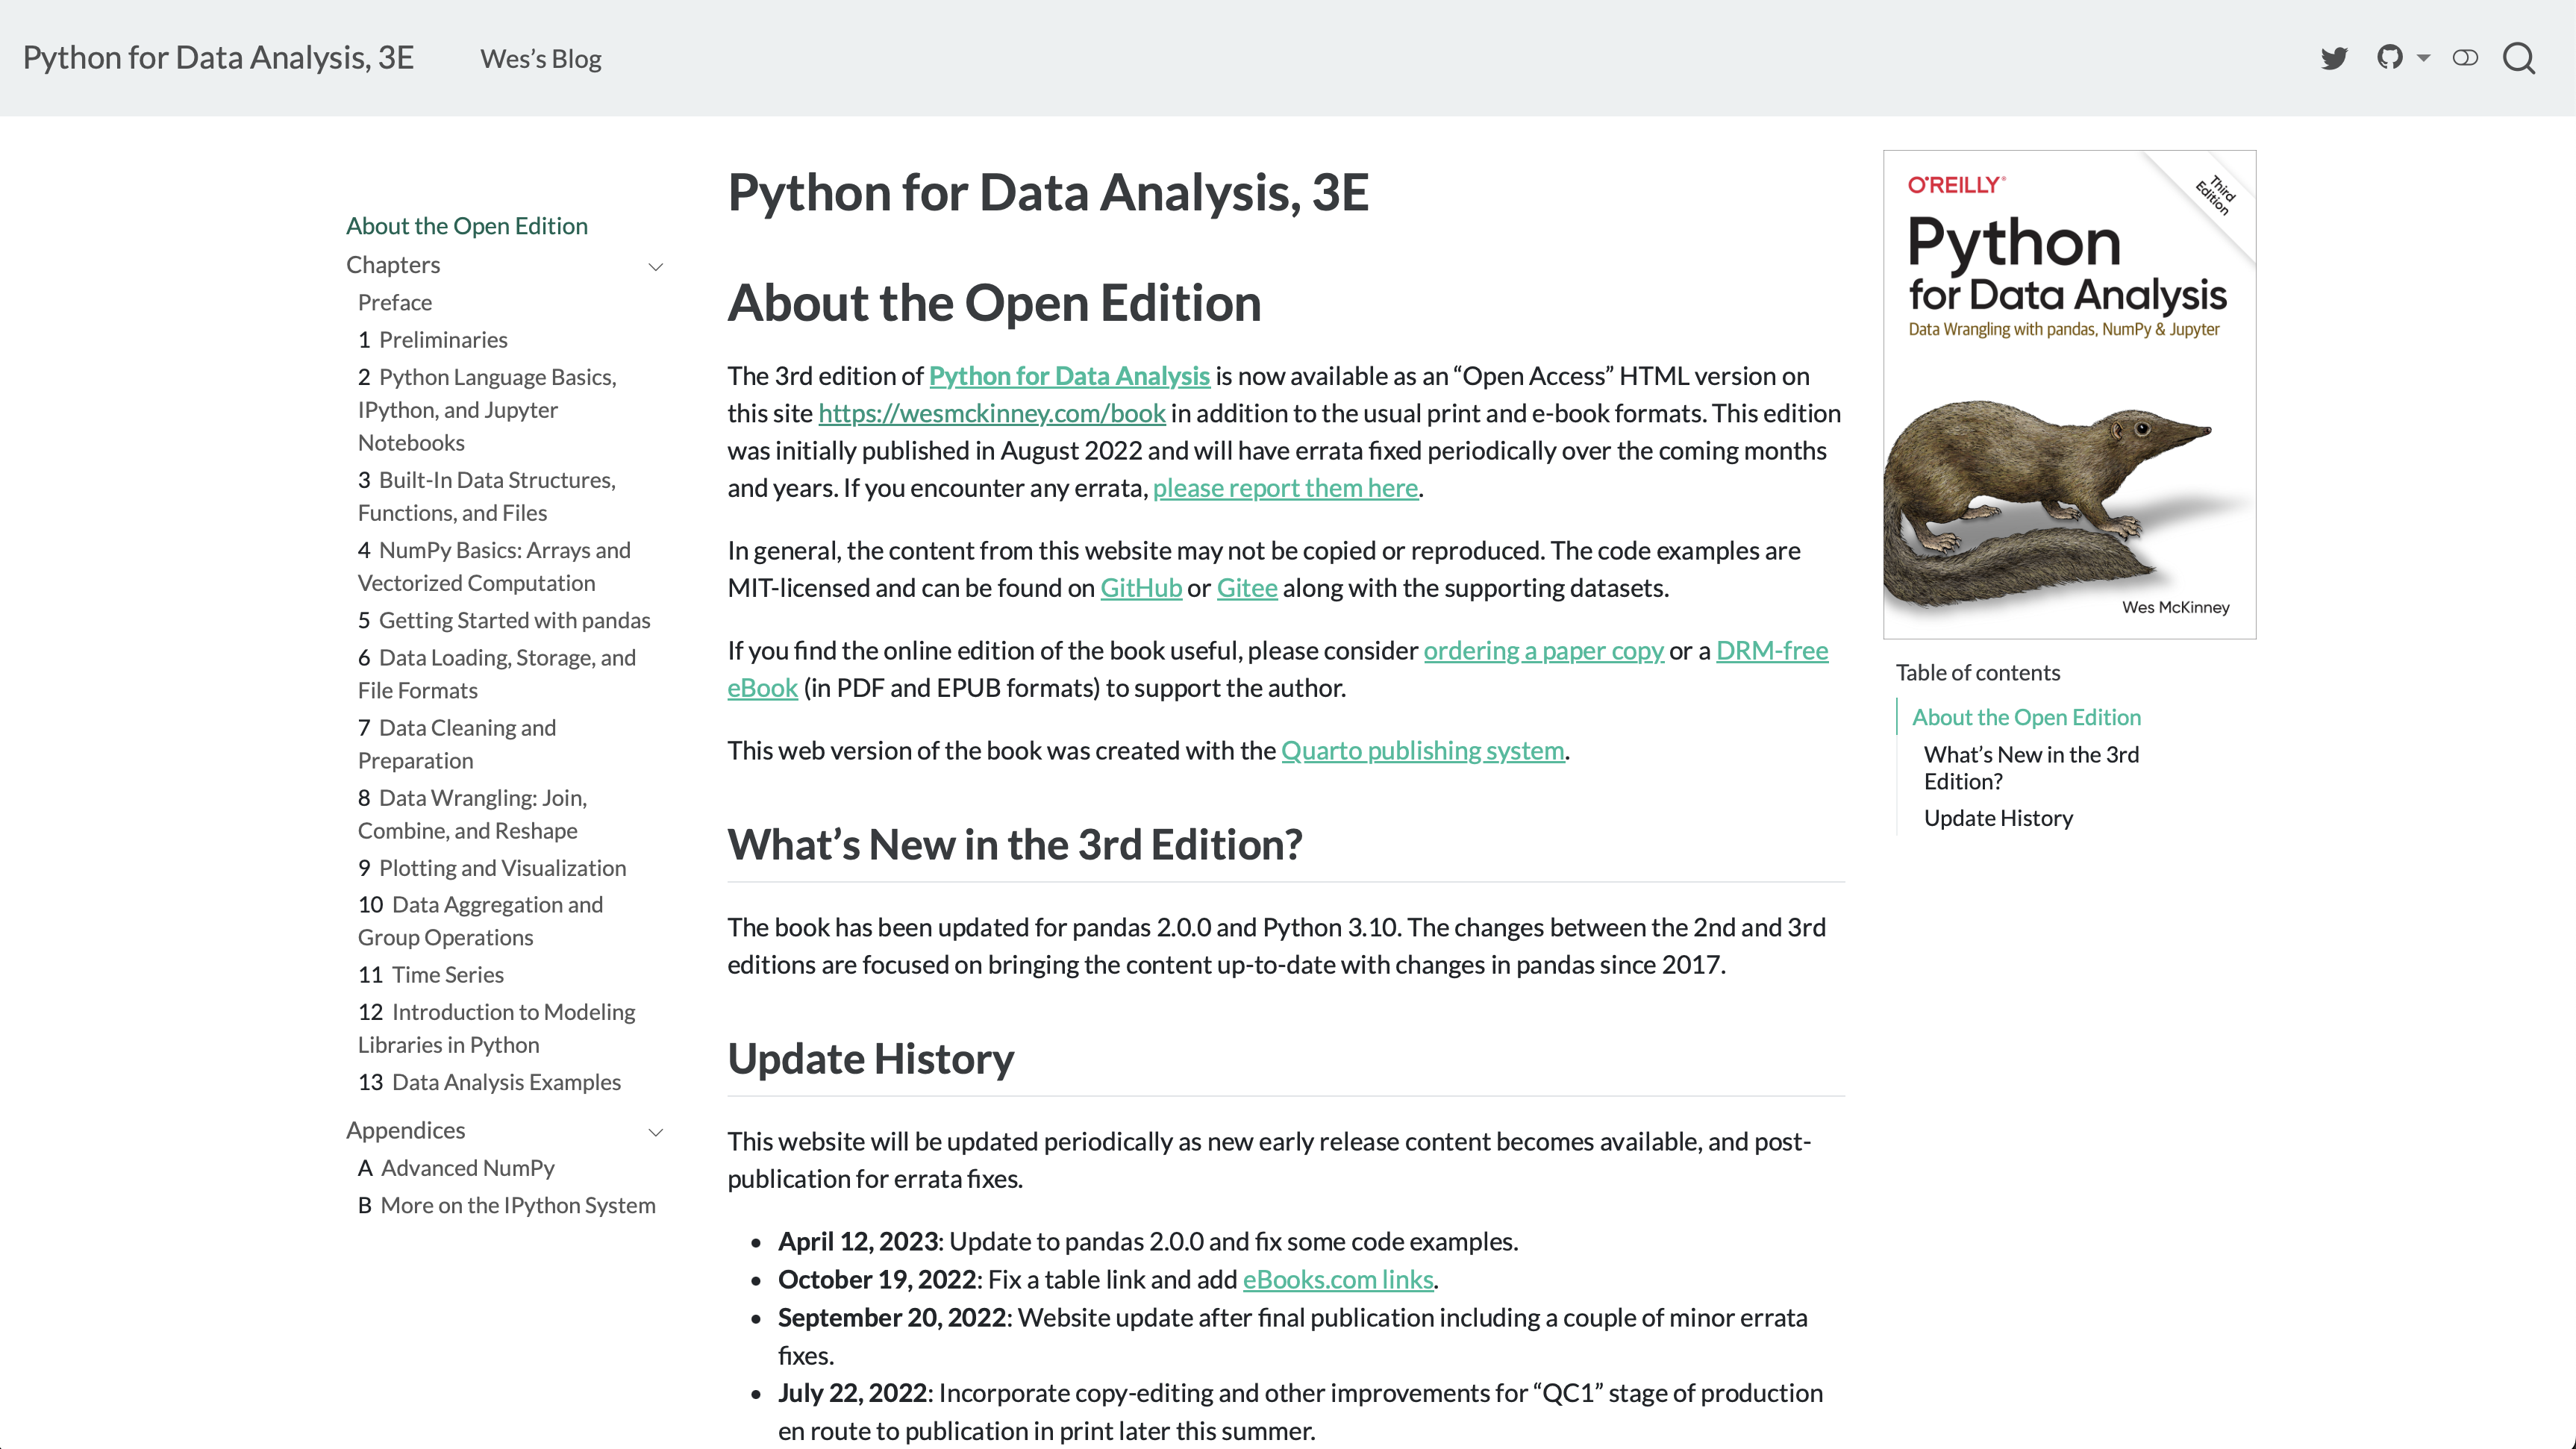 Python for Data Analysis, 3E
Wes’s Blog
About the Open Edition
Chapters
Preface
1 Preliminaries
2 Python Language Basics,
IPython, and Jupyter
Notebooks
3 Built-In Data Structures,
Functions, and Files
4 NumPy Basics: Arrays and
Vectorized Computation
5 Getting Started with pandas
6 Data Loading, Storage, and
File Formats
7 Data Cleaning and
Preparation
8 Data Wrangling: Join,
Combine, and Reshape
9 Plotting and Visualization
10 Data Aggregation and
Group Operations
11 Time Series
12 Introduction to Modeling
Libraries in Python
13 Data Analysis Examples
Appendices
A Advanced NumPy
B More on the IPython System
Python for Data Analysis, 3E
About the Open Edition
The 3rd edition of Python for Data Analysis is now available as an “Open Access” HTML version on
this site https://wesmckinney.com/book in addition to the usual print and e-book formats. This edition
was initially published in August 2022 and will have errata fixed periodically over the coming months
and years. If you encounter any errata, please report them here.
In general, the content from this website may not be copied or reproduced. The code examples are
MIT-licensed and can be found on GitHub or Gitee along with the supporting datasets.
If you find the online edition of the book useful, please consider ordering a paper copy or a DRM-free
eBook (in PDF and EPUB formats) to support the author.
This web version of the book was created with the Quarto publishing system.
What’s New in the 3rd Edition?
The book has been updated for pandas 2.0.0 and Python 3.10. The changes between the 2nd and 3rd
editions are focused on bringing the content up-to-date with changes in pandas since 2017.
Update History
This website will be updated periodically as new early release content becomes available, and post-
publication for errata fixes.
• April 12, 2023: Update to pandas 2.0.0 and fix some code examples.
• October 19, 2022: Fix a table link and add eBooks.com links.
• September 20, 2022: Website update after final publication including a couple of minor errata
fixes.
• July 22, 2022: Incorporate copy-editing and other improvements for “QC1” stage of production
en route to publication in print later this summer.
O'REILLY®
Third
Edition
Python
for Data Analysis
Data Wrangling with pandas, NumPy & Jupyter
Wes McKinney
Table of contents
About the Open Edition
What’s New in the 3rd
Edition?
Update History